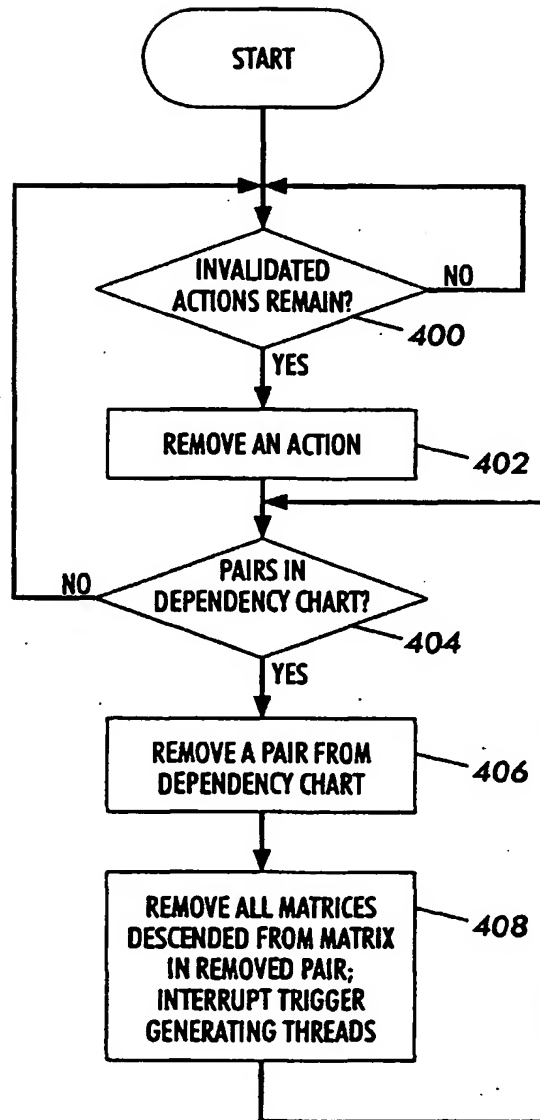 START
INVALIDATED
ACTIONS REMAIN?
NO
400
YES
REMOVE AN ACTION
402
NO
PAIRS IN
DEPENDENCY CHART?
404
YES
REMOVE A PAIR FROM
DEPENDENCY CHART
406
REMOVE ALL MATRICES
DESCENDED FROM MATRIX
IN REMOVED PAIR;
INTERRUPT TRIGGER
GENERATING THREADS
408